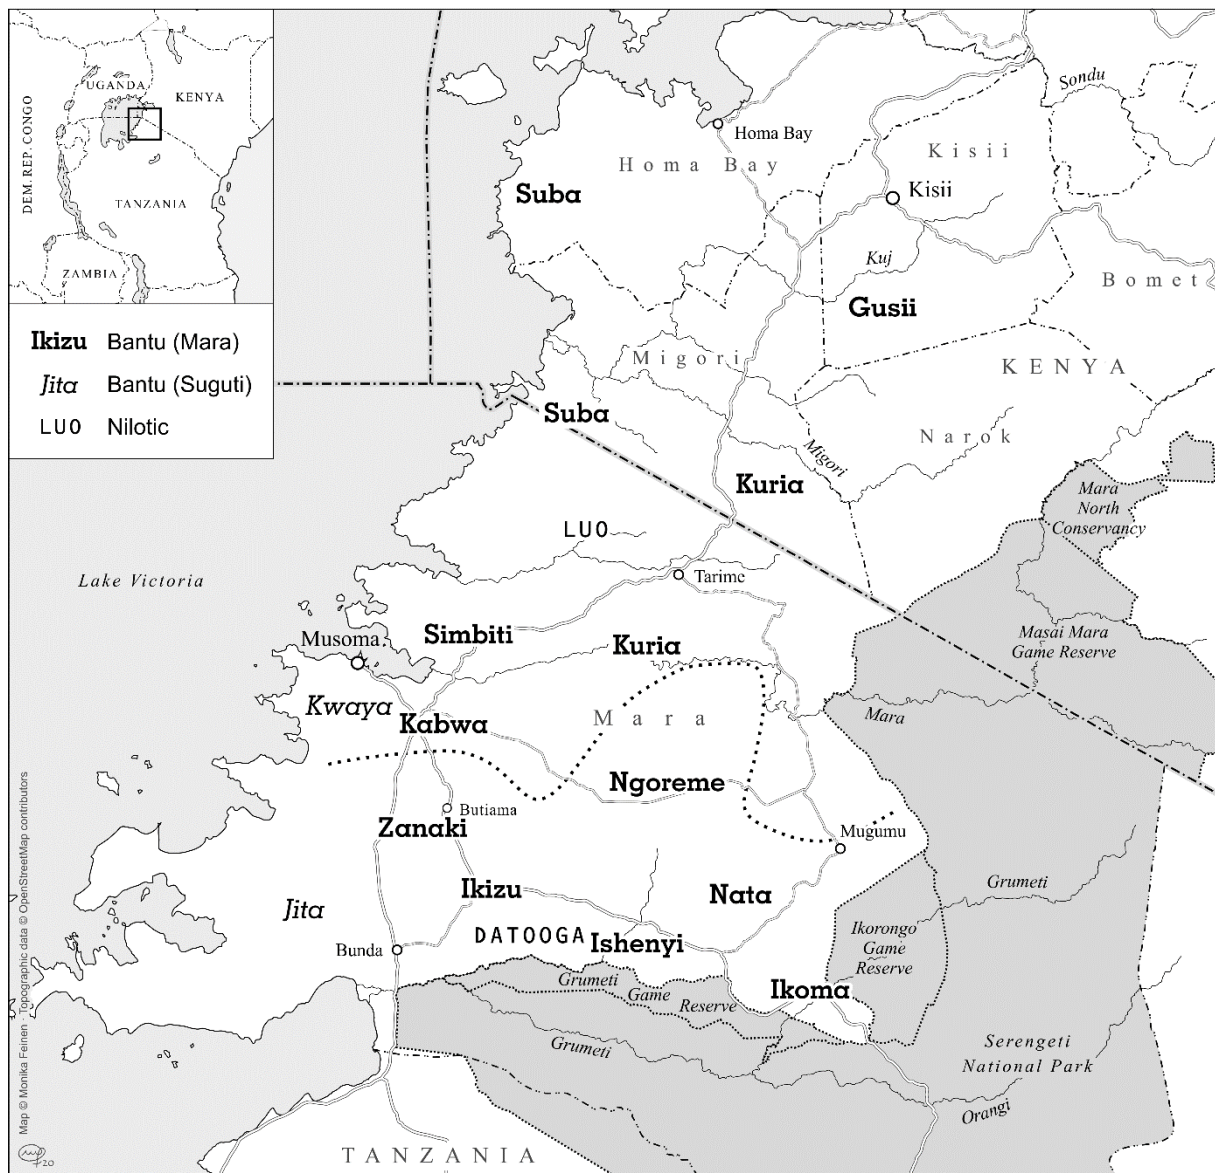 UGANDA
KENYA
DEM. REP. CONGO
TANZANIA
ZAMBIA
Ikizu Bantu (Mara)
Jita Bantu (Suguti)
LUO Nilotic
Sondu
Homa Bay
Homa Bay
Kisii
Kisii
Suba
Kuj
Bomet
Gusii
Migori
KENYA
Suba
Narok
Migori
Kuria
Mara
North
Conservancy
LUO
Lake Victoria
Tarime
Simbiti
Musoma
Kuria
Masai Mara
Game Reserve
Kwaya
Kabwa
Mara
Mara
Ngoreme
Butiama
Zanaki
Mugumu
Ikizu
Nata
Grumeti
Jita
DATOOGA
Ishenyi
Ikorongo
Game
Reserve
Bunda
Grumeti
Game
Reserve
Ikoma
Grumeti
Serengeti
National Park
Orangi
TANZANIA
Map © Monika Feinen · Topographic data © OpenStreetMap contributors
20